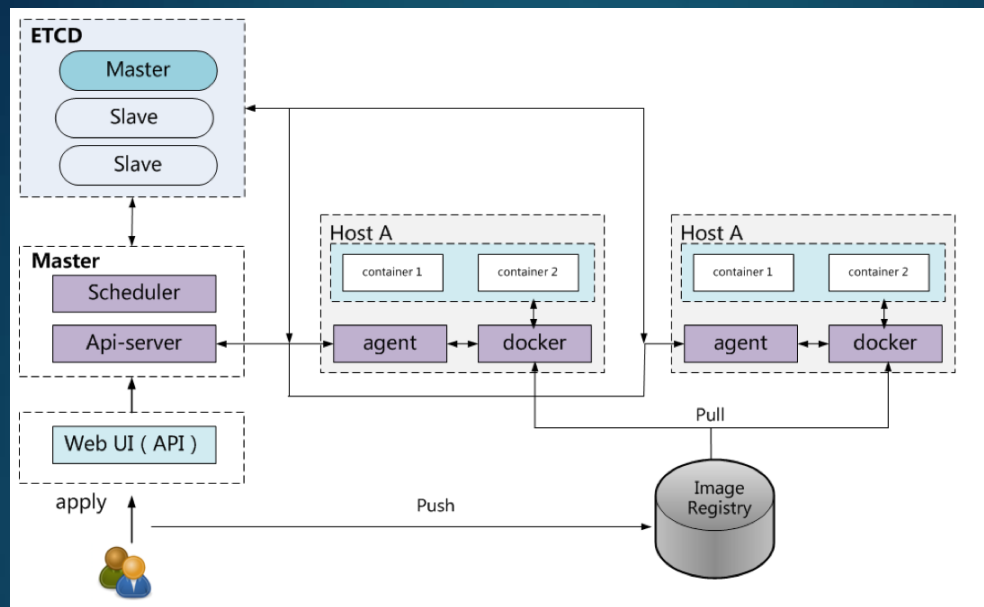 ETCD
Master
Slave
Slave
Master
Scheduler
Api-server
Web UI ( API )
apply
Host A
container 1
container 2
agent
docker
Host A
container 1
container 2
agent
docker
Pull
Push
Image
Registry